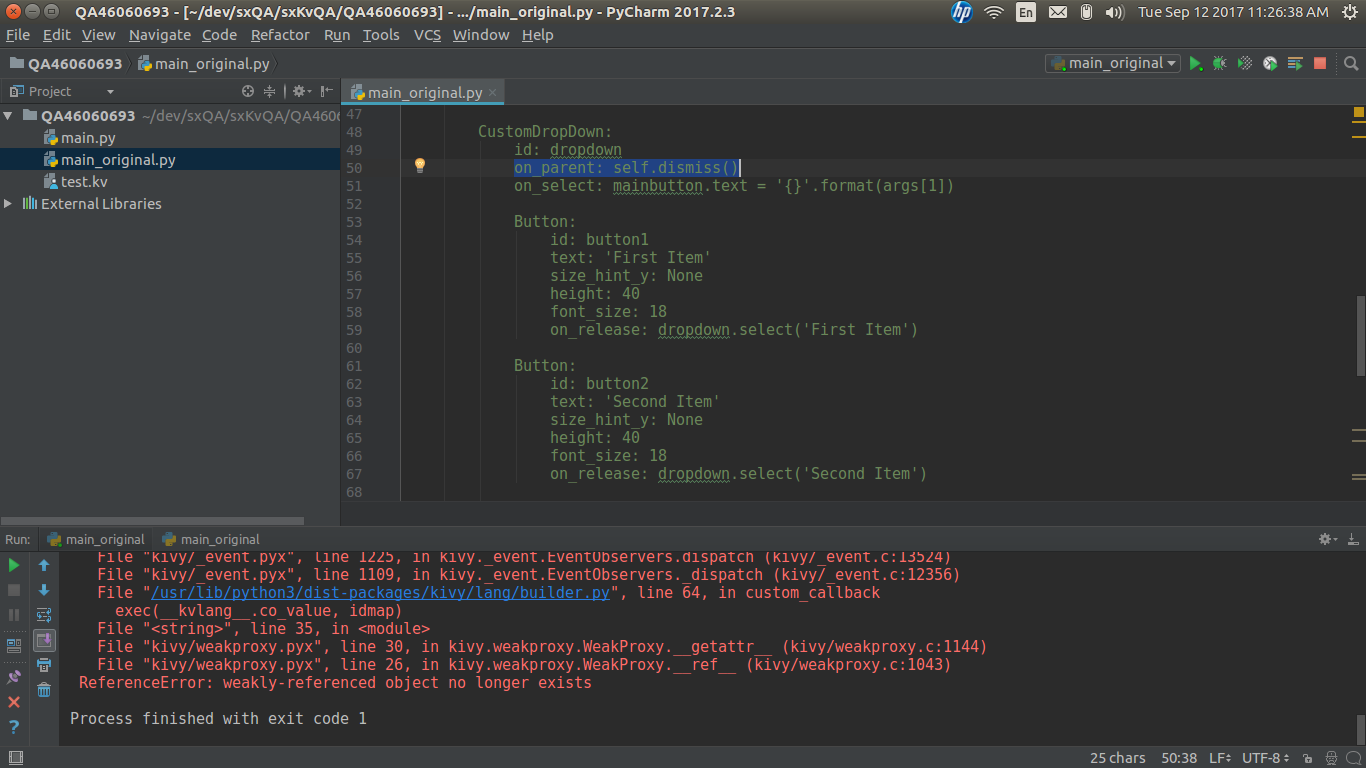 QA46060693 - [~/dev/sxQA/sxKvQA/QA46060693] - .../main_original.py - PyCharm 2017.2.3
hp
En
Tue Sep 12 2017 11:26:38 AM
File Edit View Navigate Code Refactor Run Tools VCS Window Help
QA46060693
main_original.py
main_original
Project
main_original.py
QA46060693 ~/dev/sxQA/sxKvQA/QA460
main.py
main_original.py
test.kv
External Libraries
47
48 CustomDropDown:
49 id: dropdown
50 on_parent: self.dismiss()
51 on_select: mainbutton.text = '{}'.format(args[1])
52
53 Button:
54 id: button1
55 text: 'First Item'
56 size_hint_y: None
57 height: 40
58 font_size: 18
59 on_release: dropdown.select('First Item')
60
61 Button:
62 id: button2
63 text: 'Second Item'
64 size_hint_y: None
65 height: 40
66 font_size: 18
67 on_release: dropdown.select('Second Item')
68
Run: main_original main_original
File "kivy/_event.pyx", line 1225, in kivy._event.EventObservers.dispatch (kivy/_event.c:13524)
File "kivy/_event.pyx", line 1109, in kivy._event.EventObservers._dispatch (kivy/_event.c:12356)
File "/usr/lib/python3/dist-packages/kivy/lang/builder.py", line 64, in custom_callback
exec(__kvlang__.co_value, idmap)
File "<string>", line 35, in <module>
File "kivy/weakproxy.pyx", line 30, in kivy.weakproxy.WeakProxy.__getattr__ (kivy/weakproxy.c:1144)
File "kivy/weakproxy.pyx", line 26, in kivy.weakproxy.WeakProxy.__ref__ (kivy/weakproxy.c:1043)
ReferenceError: weakly-referenced object no longer exists
Process finished with exit code 1
25 chars 50:38 LF UTF-8